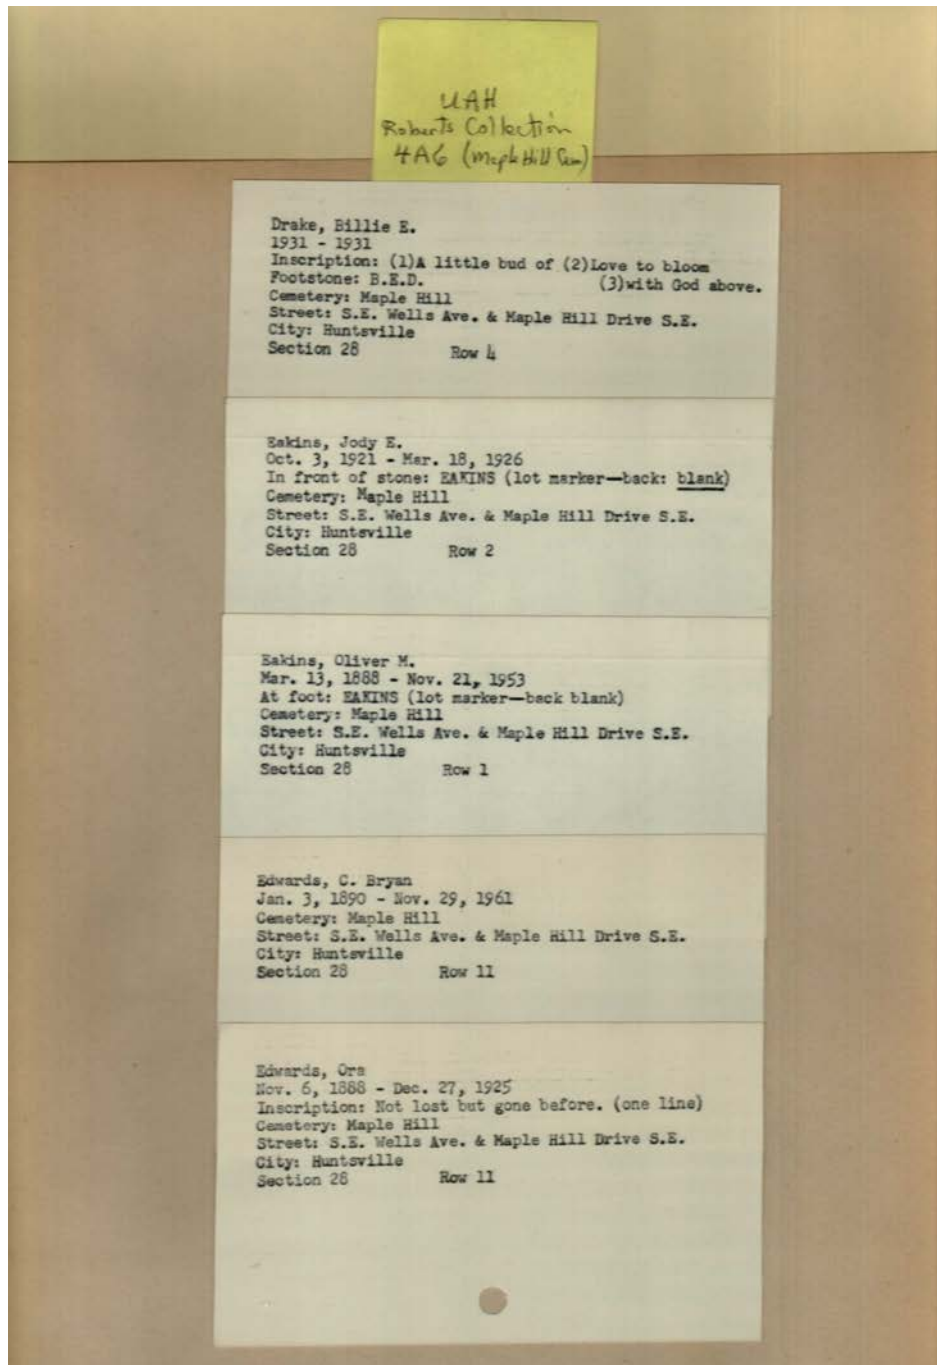 UAH
Roberts Collection
4A6 (Maple Hill Cem)
Drake, Billie E.
1931 - 1931
Inscription: (1)A little bud of (2)Love to bloom
Footstone: B.E.D. (3)with God above.
Cemetery: Maple Hill
Street: S.E. Wells Ave. & Maple Hill Drive S.E.
City: Huntsville
Section 28 Row 4
Eakins, Jody E.
Oct. 3, 1921 - Mar. 18, 1926
In front of stone: EAKINS (lot marker—back: blank)
Cemetery: Maple Hill
Street: S.E. Wells Ave. & Maple Hill Drive S.E.
City: Huntsville
Section 28 Row 2
Eakins, Oliver M.
Mar. 13, 1888 - Nov. 21, 1953
At foot: EAKINS (lot marker—back blank)
Cemetery: Maple Hill
Street: S.E. Wells Ave. & Maple Hill Drive S.E.
City: Huntsville
Section 28 Row 1
Edwards, C. Bryan
Jan. 3, 1890 - Nov. 29, 1961
Cemetery: Maple Hill
Street: S.E. Wells Ave. & Maple Hill Drive S.E.
City: Huntsville
Section 28 Row 11
Edwards, Ora
Nov. 6, 1888 - Dec. 27, 1925
Inscription: Not lost but gone before. (one line)
Cemetery: Maple Hill
Street: S.E. Wells Ave. & Maple Hill Drive S.E.
City: Huntsville
Section 28 Row 11